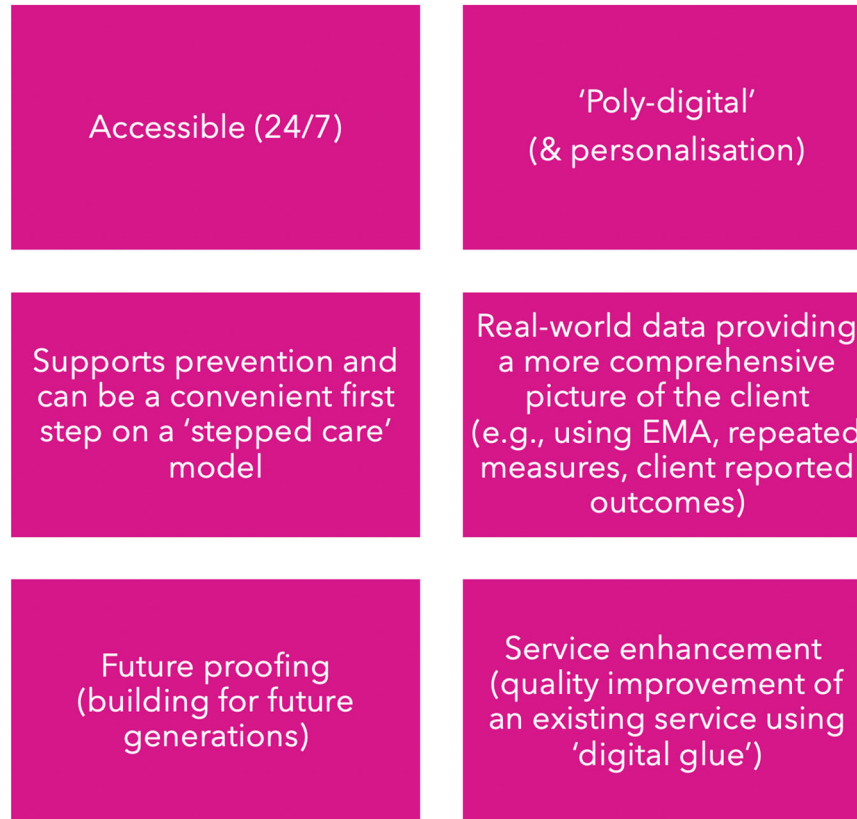 Accessible (24/7)
‘Poly-digital’
(& personalisation)
Supports prevention and
can be a convenient first
step on a ‘stepped care’
model
Real-world data providing
a more comprehensive
picture of the client
(e.g., using EMA, repeated
measures, client reported
outcomes)
Future proofing
(building for future
generations)
Service enhancement
(quality improvement of
an existing service using
‘digital glue’)